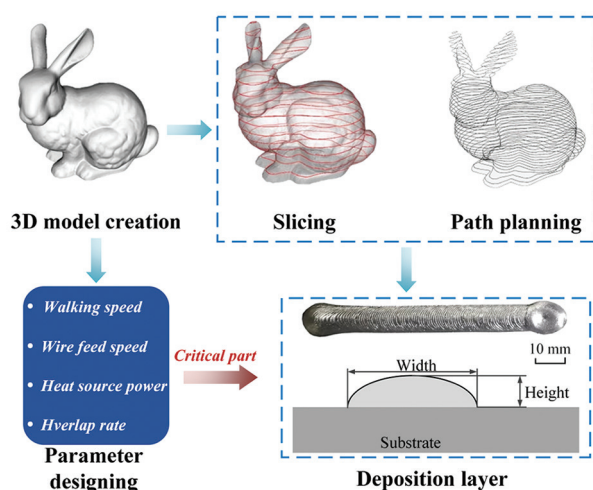 3D model creation
Slicing
Path planning
• Walking speed
• Wire feed speed
• Heat source power
• Hverlap rate
Critical part
10 mm
Width
Height
Substrate
Parameter
designing
Deposition layer